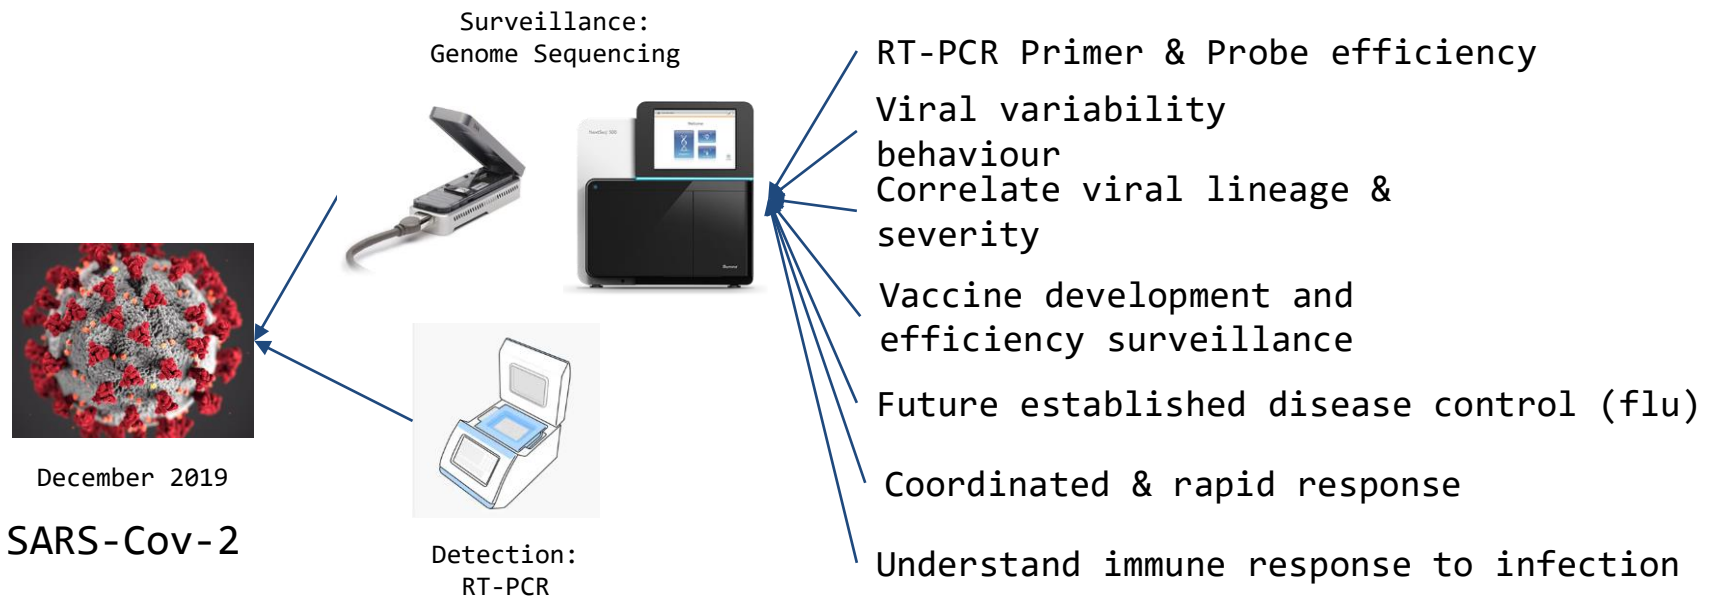 Surveillance:
Genome Sequencing
RT-PCR Primer & Probe efficiency
Viral variability
behaviour
Correlate viral lineage &
severity
Vaccine development and
efficiency surveillance
Future established disease control (flu)
Coordinated & rapid response
Understand immune response to infection
December 2019
SARS-Cov-2
Detection:
RT-PCR